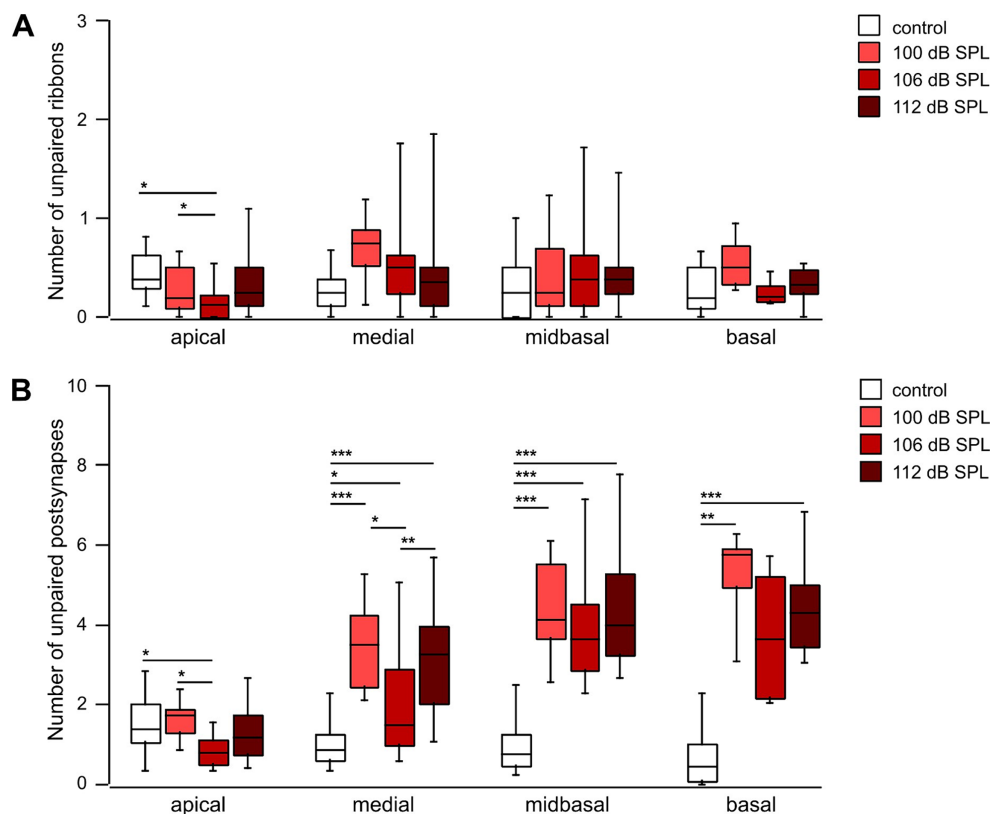 A
Number of unpaired ribbons
3
2
1
0
*
*
apical
medial
midbasal
basal
control
100 dB SPL
106 dB SPL
112 dB SPL
B
Number of unpaired postsynapses
10
8
6
4
2
0
*
*
***
*
***
*
**
***
***
***
***
**
apical
medial
midbasal
basal
control
100 dB SPL
106 dB SPL
112 dB SPL